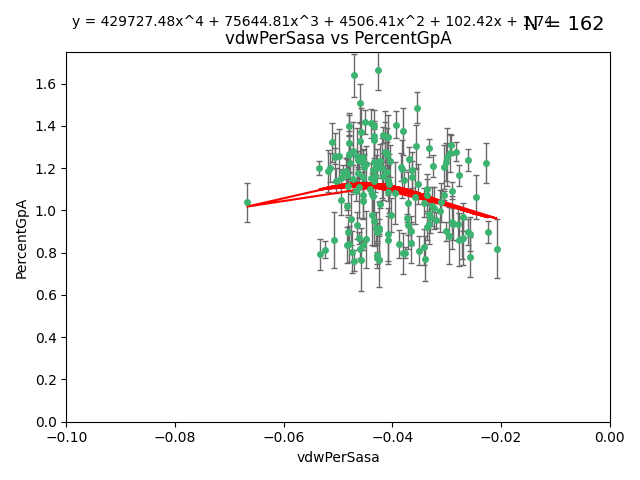 y = 429727.48x^4 + 75644.81x^3 + 4506.41x^2 + 102.42x +
N = 162
vdwPerSasa vs PercentGpA
1.6
1.4
1.2
1.0
0.8
0.6
0.4
0.2
0.0
PercentGpA
−0.10 −0.08 −0.06 −0.04 −0.02 0.00
vdwPerSasa